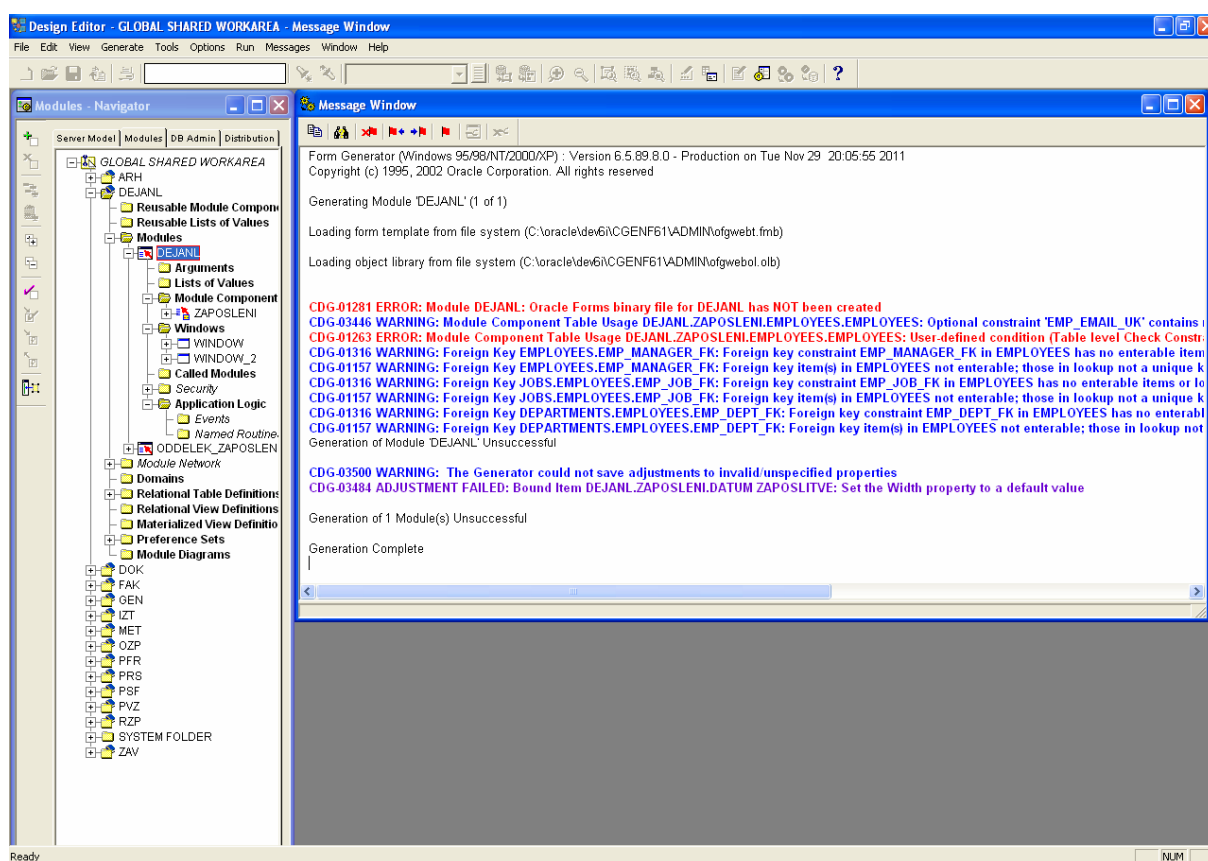 Design Editor - GLOBAL SHARED WORKAREA - Message Window
File Edit View Generate Tools Options Run Messages Window Help
Modules - Navigator
Server Model Modules DB Admin Distribution
GLOBAL SHARED WORKAREA
ARH
DEJANL
Reusable Module Compon
Reusable Lists of Values
Modules
DEJANL
Arguments
Lists of Values
Module Component
ZAPOSLENI
Windows
WINDOW
WINDOW_2
Called Modules
Security
Application Logic
Events
Named Routine
ODDELEK_ZAPOSLEN
Module Network
Domains
Relational Table Definitions
Relational View Definitions
Materialized View Definitio
Preference Sets
Module Diagrams
DOK
FAK
GEN
IZT
MET
OZP
PFR
PRS
PSF
PVZ
RZP
SYSTEM FOLDER
ZAV
Message Window
Form Generator (Windows 95/98/NT/2000/XP) : Version 6.5.89.8.0 - Production on Tue Nov 29 20:05:55 2011
Copyright (c) 1995, 2002 Oracle Corporation. All rights reserved
Generating Module 'DEJANL' (1 of 1)
Loading form template from file system (C:\oracle\dev6i\CGENF61\ADMIN\ofgwebt.fmb)
Loading object library from file system (C:\oracle\dev6i\CGENF61\ADMIN\ofgwebol.olb)
CDG-01281 ERROR: Module DEJANL: Oracle Forms binary file for DEJANL has NOT been created
CDG-03446 WARNING: Module Component Table Usage DEJANL.ZAPOSLENI.EMPLOYEES.EMPLOYEES: Optional constraint 'EMP_EMAIL_UK' contains
CDG-01263 ERROR: Module Component Table Usage DEJANL.ZAPOSLENI.EMPLOYEES.EMPLOYEES: User-defined condition (Table level Check Constr
CDG-01316 WARNING: Foreign Key EMPLOYEES.EMP_MANAGER_FK: Foreign key constraint EMP_MANAGER_FK in EMPLOYEES has no enterable item
CDG-01157 WARNING: Foreign Key EMPLOYEES.EMP_MANAGER_FK: Foreign key item(s) in EMPLOYEES not enterable; those in lookup not a unique k
CDG-01316 WARNING: Foreign Key JOBS.EMPLOYEES.EMP_JOB_FK: Foreign key constraint EMP_JOB_FK in EMPLOYEES has no enterable items or lo
CDG-01157 WARNING: Foreign Key JOBS.EMPLOYEES.EMP_JOB_FK: Foreign key item(s) in EMPLOYEES not enterable; those in lookup not a unique k
CDG-01316 WARNING: Foreign Key DEPARTMENTS.EMPLOYEES.EMP_DEPT_FK: Foreign key constraint EMP_DEPT_FK in EMPLOYEES has no enterabl
CDG-01157 WARNING: Foreign Key DEPARTMENTS.EMPLOYEES.EMP_DEPT_FK: Foreign key item(s) in EMPLOYEES not enterable; those in lookup not
Generation of Module 'DEJANL' Unsuccessful
CDG-03500 WARNING: The Generator could not save adjustments to invalid/unspecified properties
CDG-03484 ADJUSTMENT FAILED: Bound Item DEJANL.ZAPOSLENI.DATUM ZAPOSLITVE: Set the Width property to a default value
Generation of 1 Module(s) Unsuccessful
Generation Complete
Ready
NUM